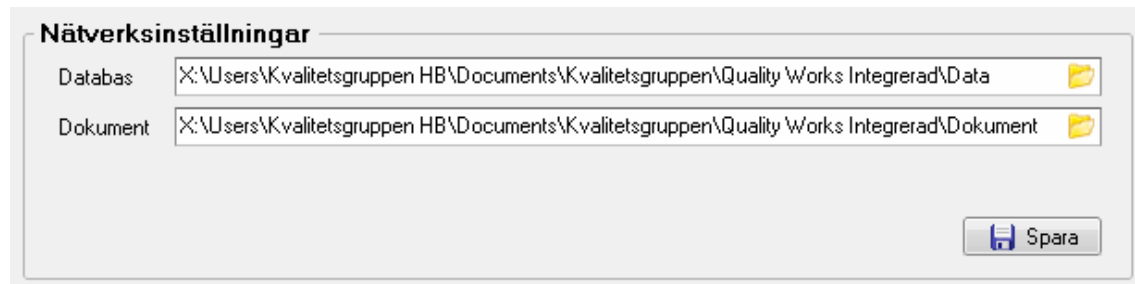 Nätverksinställningar
Databas X:\Users\Kvalitetsgruppen HB\Documents\Kvalitetsgruppen\Quality Works Integrerad\Data
Dokument X:\Users\Kvalitetsgruppen HB\Documents\Kvalitetsgruppen\Quality Works Integrerad\Dokument
Spara